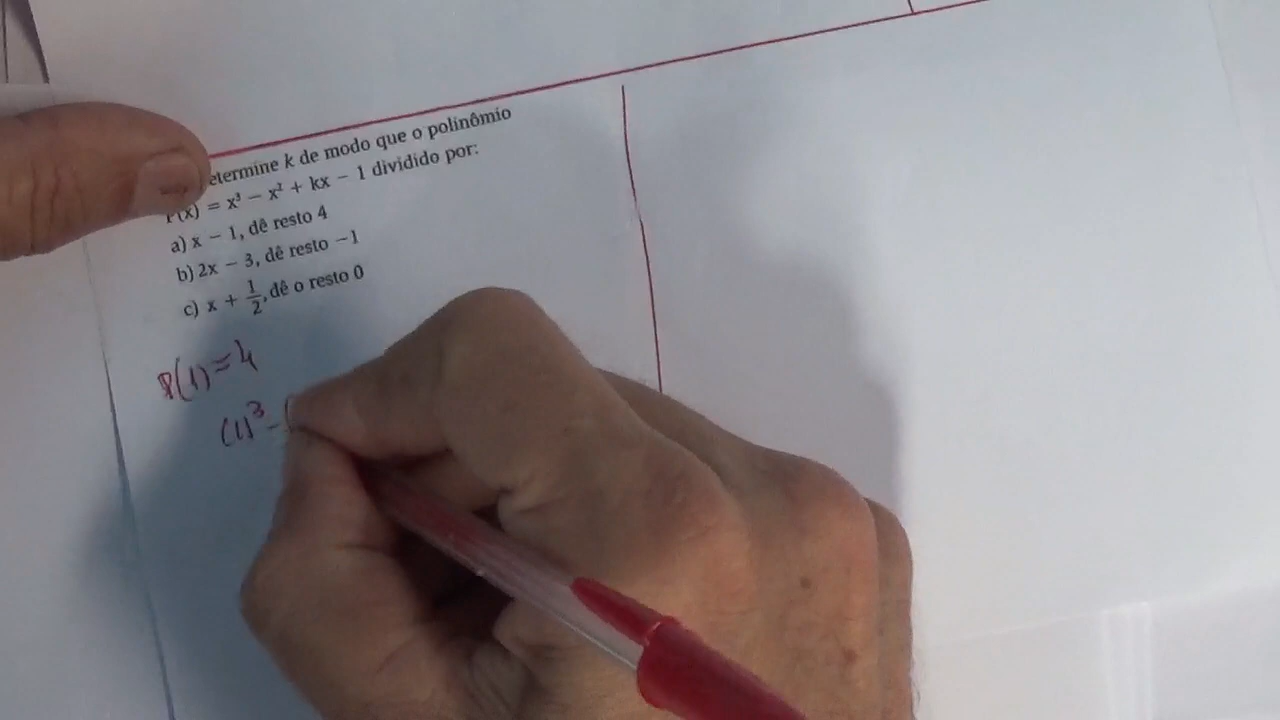 etermine k de modo que o polinômio
P(x) = x³ − x² + kx − 1 dividido por:
a) x − 1, dê resto 4
b) 2x − 3, dê resto −1
c) x + 1/2, dê o resto 0
P(1) = 4
(1)³ - (